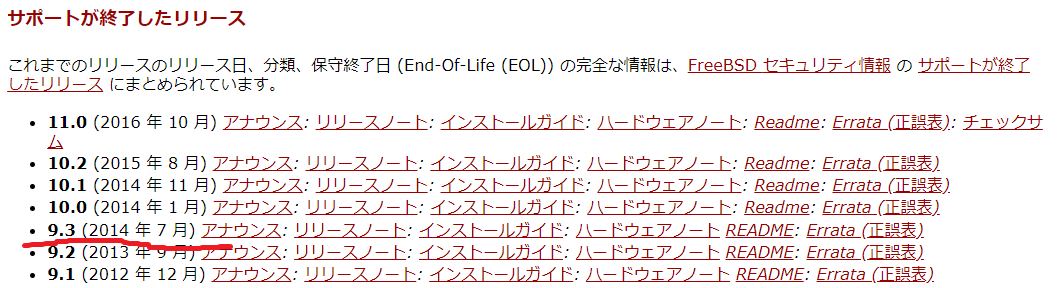 サポートが終了したリリース
これまでのリリースのリリース日、分類、保守終了日 (End-Of-Life (EOL)) の完全な情報は、FreeBSD セキュリティ情報 の サポートが終了
したリリース にまとめられています。
• 11.0 (2016 年 10 月) アナウンス: リリースノート: インストールガイド: ハードウェアノート: Readme: Errata (正誤表): チェックサ
ム
• 10.2 (2015 年 8 月) アナウンス: リリースノート: インストールガイド: ハードウェアノート: Readme: Errata (正誤表)
• 10.1 (2014 年 11 月) アナウンス: リリースノート: インストールガイド: ハードウェアノート: Readme: Errata (正誤表)
• 10.0 (2014 年 1 月) アナウンス: リリースノート: インストールガイド: ハードウェアノート: Readme: Errata (正誤表)
• 9.3 (2014 年 7 月) アナウンス: リリースノート: インストールガイド: ハードウェアノート README: Errata (正誤表)
• 9.2 (2013 年 9 月) アナウンス: リリースノート: インストールガイド: ハードウェアノート README: Errata (正誤表)
• 9.1 (2012 年 12 月) アナウンス: リリースノート: インストールガイド: ハードウェアノート README: Errata (正誤表)